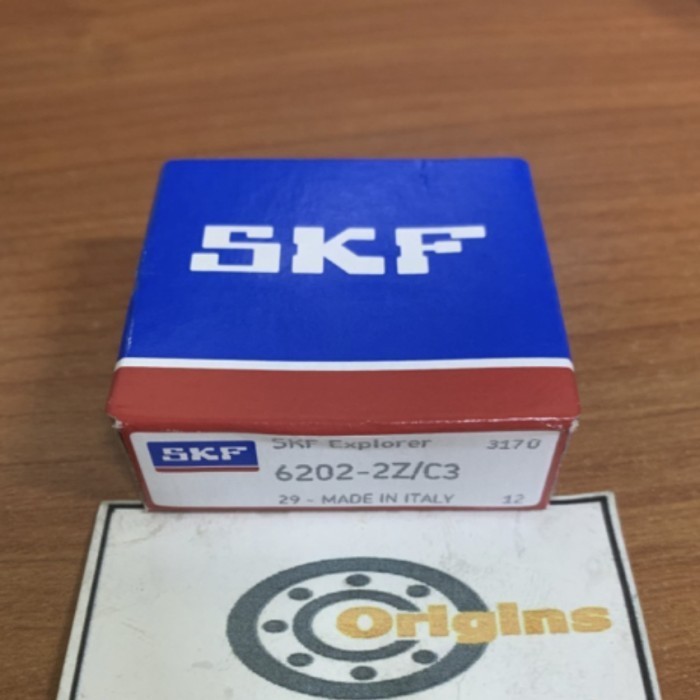 SKF
SKF
SKF Explorer 3170
6202-2Z/C3
29 - MADE IN ITALY 12
Origins